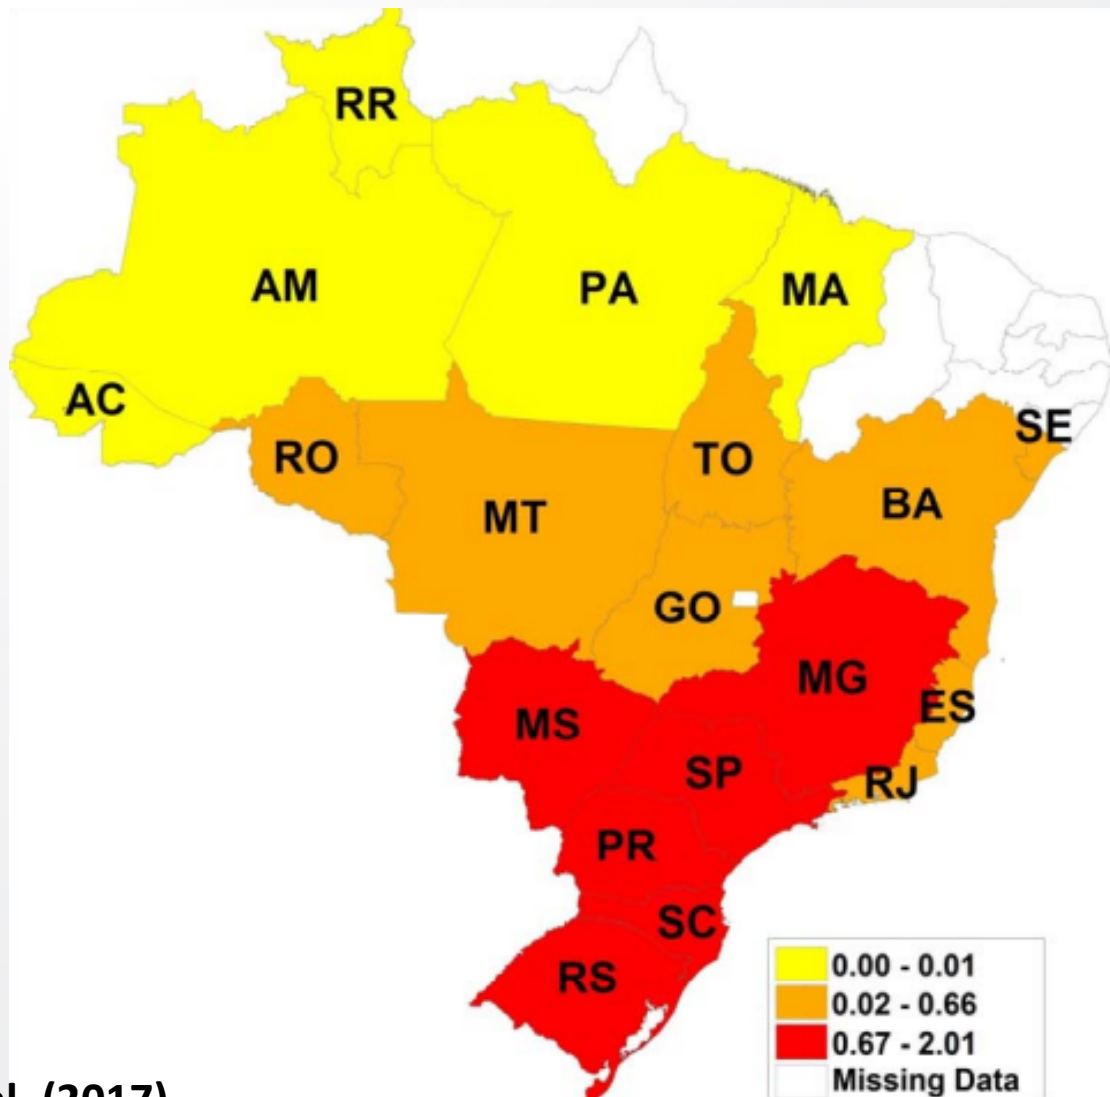 RR
AM
PA
MA
AC
RO
TO
SE
MT
BA
GO
MG
MS
ES
SP
RJ
PR
SC
RS
0.00 - 0.01
0.02 - 0.66
0.67 - 2.01
Missing Data
(2017)